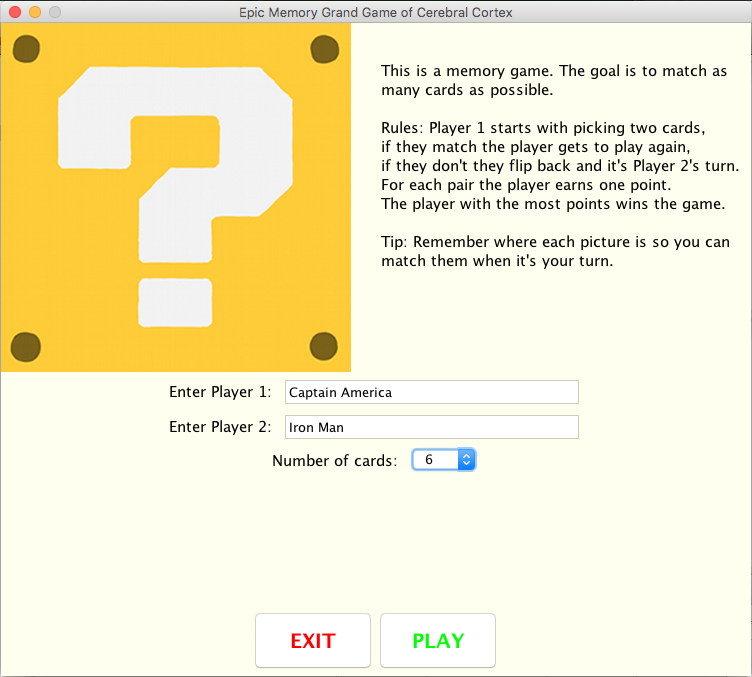 Epic Memory Grand Game of Cerebral Cortex
?
This is a memory game. The goal is to match as
many cards as possible.
Rules: Player 1 starts with picking two cards,
if they match the player gets to play again,
if they don't they flip back and it's Player 2's turn.
For each pair the player earns one point.
The player with the most points wins the game.
Tip: Remember where each picture is so you can
match them when it's your turn.
Enter Player 1: Captain America
Enter Player 2: Iron Man
Number of cards: 6
EXIT PLAY